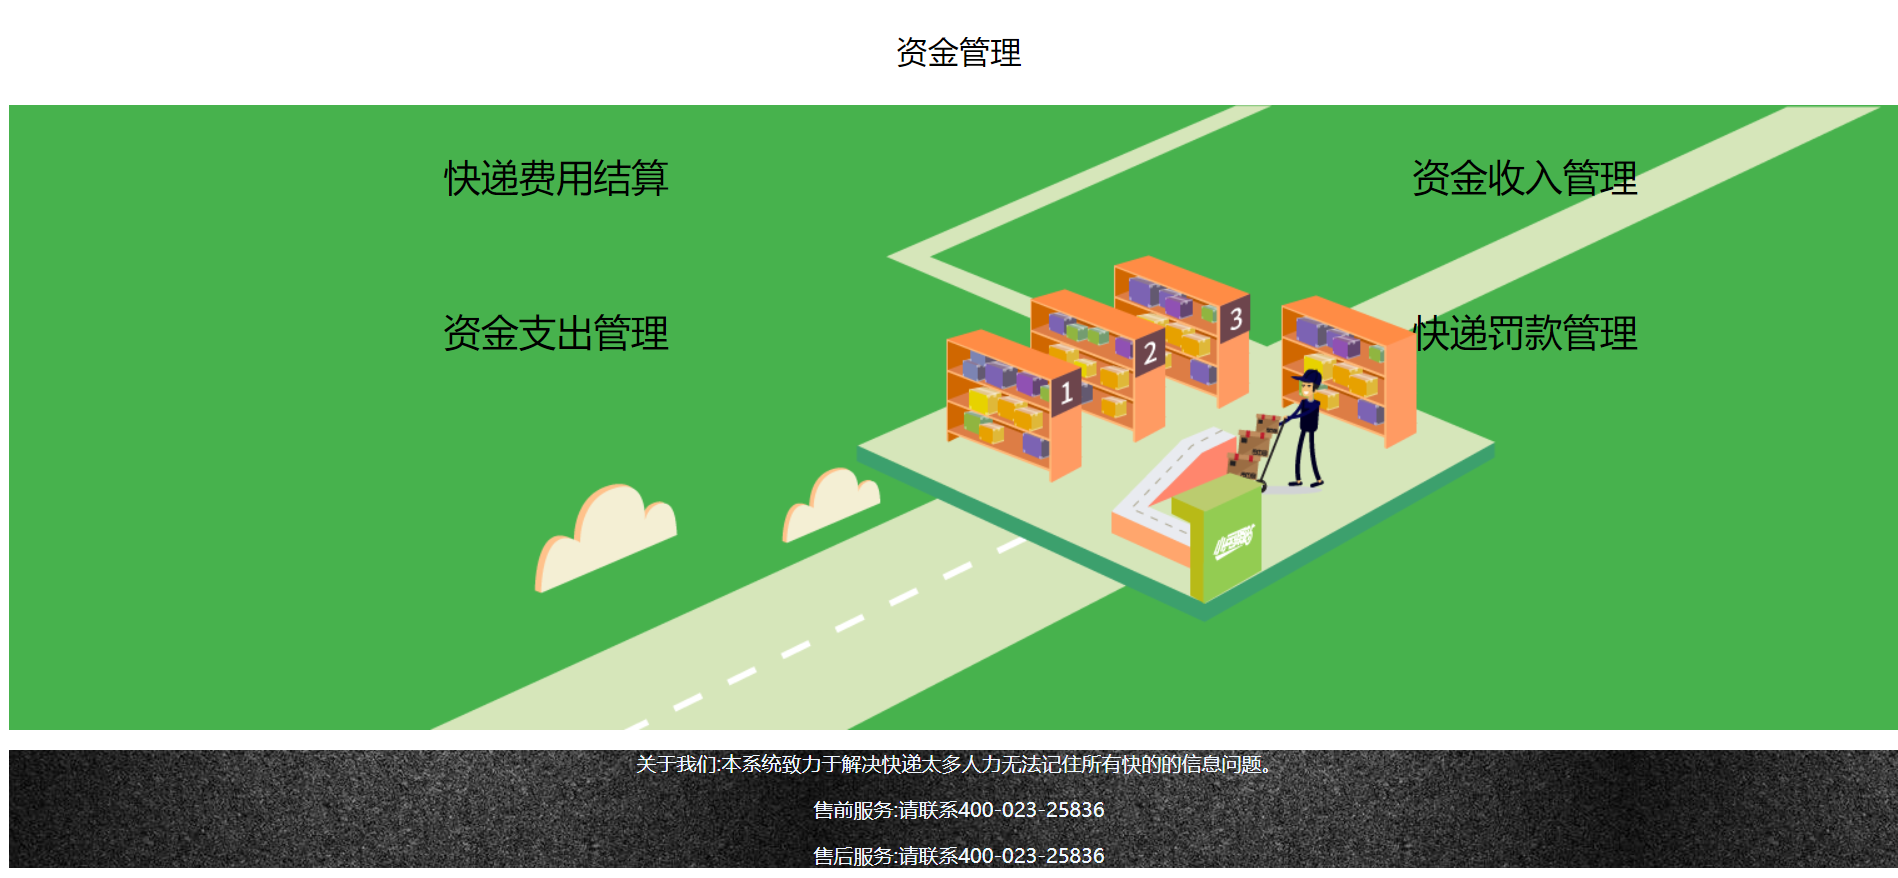 资金管理
快递费用结算
资金收入管理
资金支出管理
快递罚款管理
3
2
1
关于我们:本系统致力于解决快递太多人力无法记住所有快的的信息问题。
售前服务:请联系400-023-25836
售后服务:请联系400-023-25836